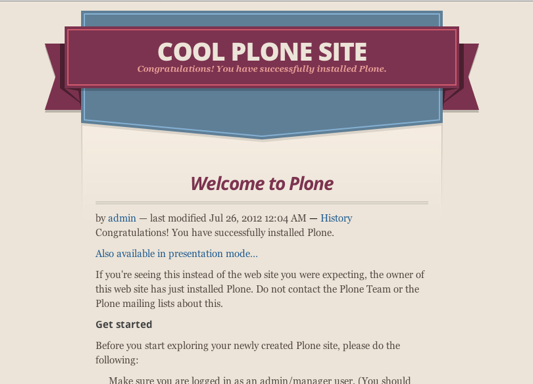 COOL PLONE SITE
Congratulations! You have successfully installed Plone.
Welcome to Plone
by admin — last modified Jul 26, 2012 12:04 AM — History
Congratulations! You have successfully installed Plone.
Also available in presentation mode...
If you're seeing this instead of the web site you were expecting, the owner of
this web site has just installed Plone. Do not contact the Plone Team or the
Plone mailing lists about this.
Get started
Before you start exploring your newly created Plone site, please do the
following:
Make sure you are logged in as an admin/manager user. (You should